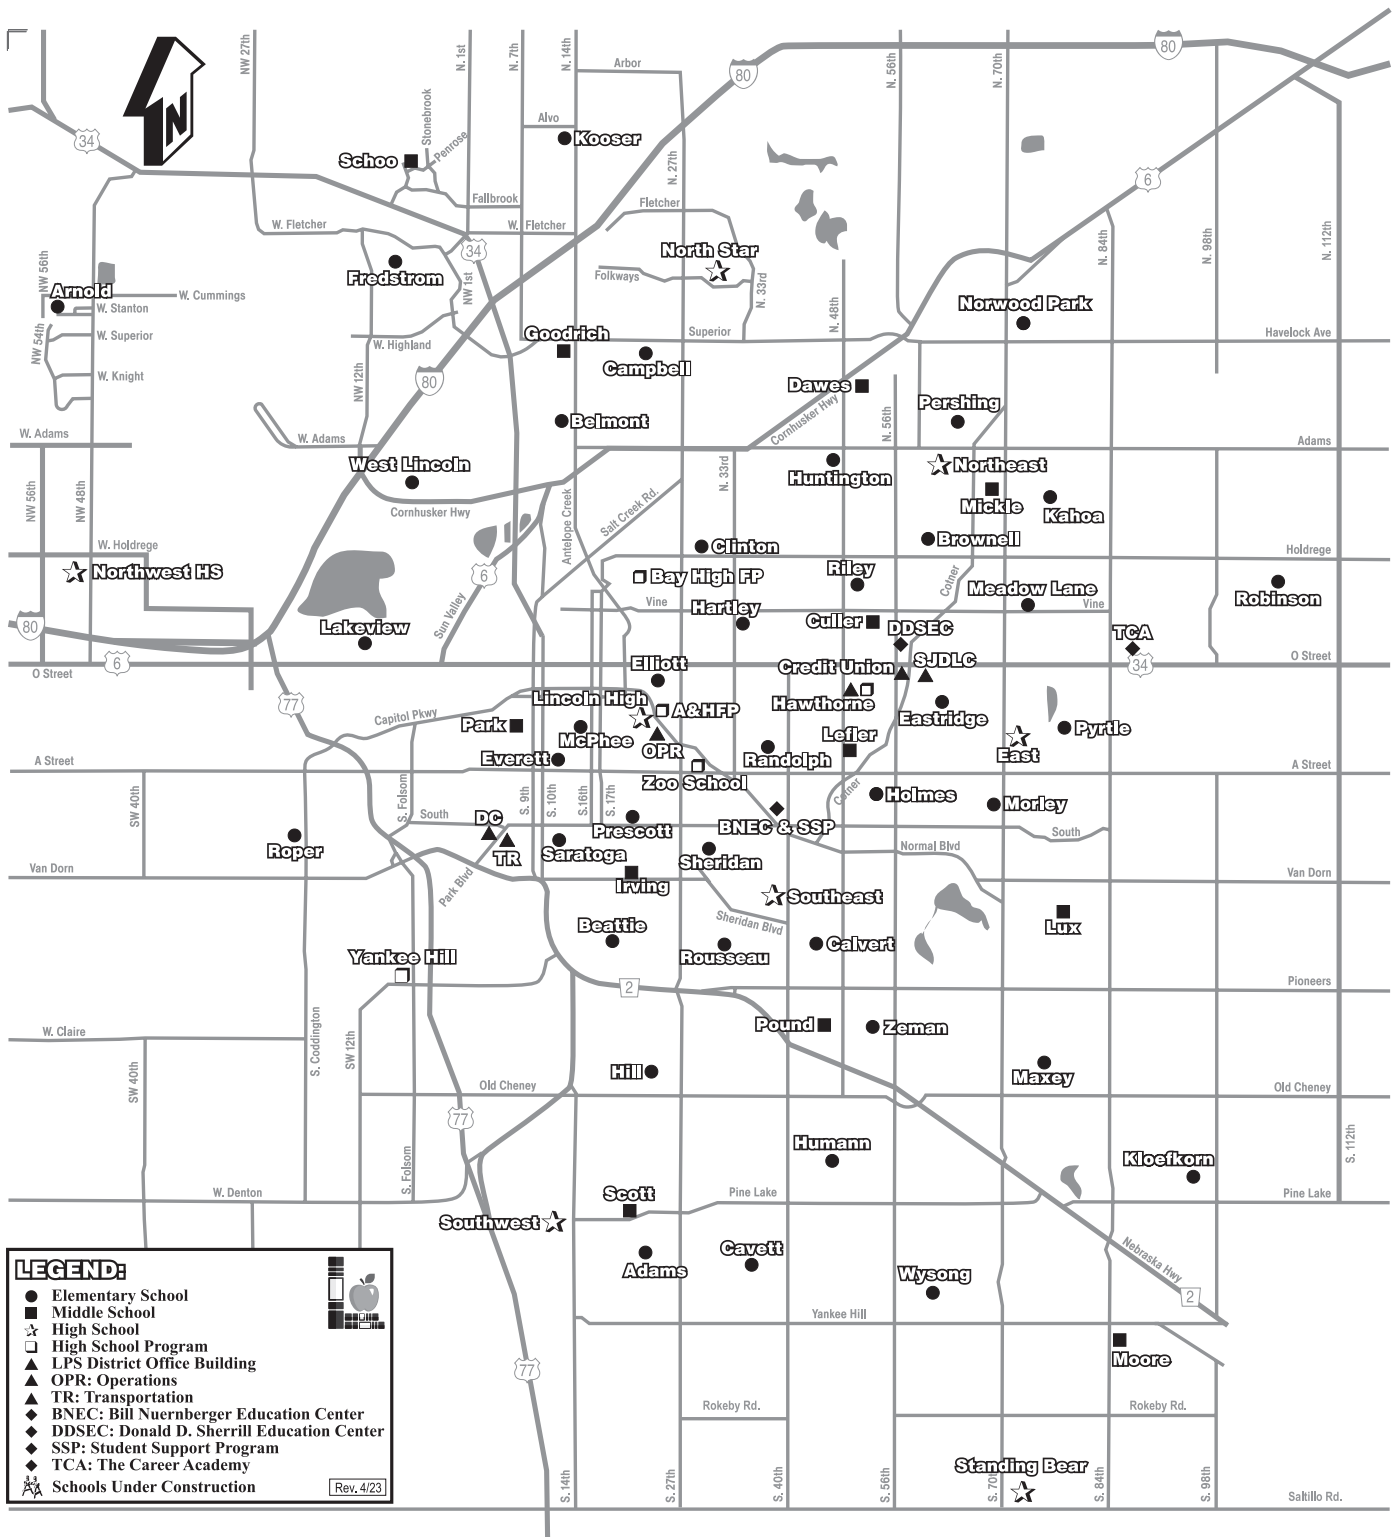 80
80
NW 27th
N. 1st
N. 7th
N. 14th
Arbor
N. 56th
N. 70th
34
Stonebrook
Penrose
Alvo
Kooser
Schoo
N. 27th
6
Fallbrook
Fletcher
W. Fletcher
W. Fletcher
N. 84th
N. 98th
N. 112th
34
North Star
Fredstrom
NW 56th
NW 1st
Folkways
N. 33rd
Arnold
W. Cummings
W. Stanton
N. 48th
Norwood Park
W. Superior
NW 54th
W. Highland
Goodrich
Superior
Havelock Ave
W. Knight
NW 12th
80
Campbell
Dawes
Cornhusker Hwy
Pershing
Belmont
N. 56th
W. Adams
W. Adams
Adams
West Lincoln
N. 33rd
Huntington
Northeast
NW 56th
NW 48th
Cornhusker Hwy
Antelope Creek
Salt Creek Rd.
Mickle
Kahoa
W. Holdrege
Clinton
Brownell
Holdrege
Northwest HS
6
Bay High FP
Riley
Cotner
Meadow Lane
Robinson
Vine
Hartley
Vine
Sun Valley
80
Lakeview
Culler
DDSEC
TCA
6
O Street
Elliott
Credit Union
SJDLC
O Street
34
77
Capitol Pkwy
Lincoln High
A&HFP
Hawthorne
Eastridge
Park
McPhee
OPR
Lefler
East
Pyrtle
Everett
Randolph
A Street
Zoo School
A Street
SW 40th
S. Folsom
S. 9th
S. 10th
S.16th
S. 17th
Cotner
Holmes
Morley
South
DC
Prescott
BNEC & SSP
South
Roper
TR
Saratoga
Sheridan
Normal Blvd
Van Dorn
Park Blvd
Irving
Van Dorn
Southeast
Sheridan Blvd
Beattie
Lux
Rousseau
Calvert
Yankee Hill
2
Pioneers
W. Claire
S. Coddington
SW 12th
Pound
Zeman
SW 40th
Hill
Maxey
Old Cheney
Old Cheney
77
S. Folsom
Humann
S. 112th
Kloefkorn
W. Denton
Scott
Pine Lake
Pine Lake
Southwest
Adams
Cavett
Nebraska Hwy
Wysong
2
Yankee Hill
Moore
77
Rokeby Rd.
Rokeby Rd.
Standing Bear
S. 14th
S. 27th
S. 40th
S. 56th
S. 70th
S. 84th
S. 98th
Saltillo Rd.
LEGEND:
Elementary School
Middle School
High School
High School Program
LPS District Office Building
OPR: Operations
TR: Transportation
BNEC: Bill Nuernberger Education Center
DDSEC: Donald D. Sherrill Education Center
SSP: Student Support Program
TCA: The Career Academy
Schools Under Construction
Rev. 4/23
N